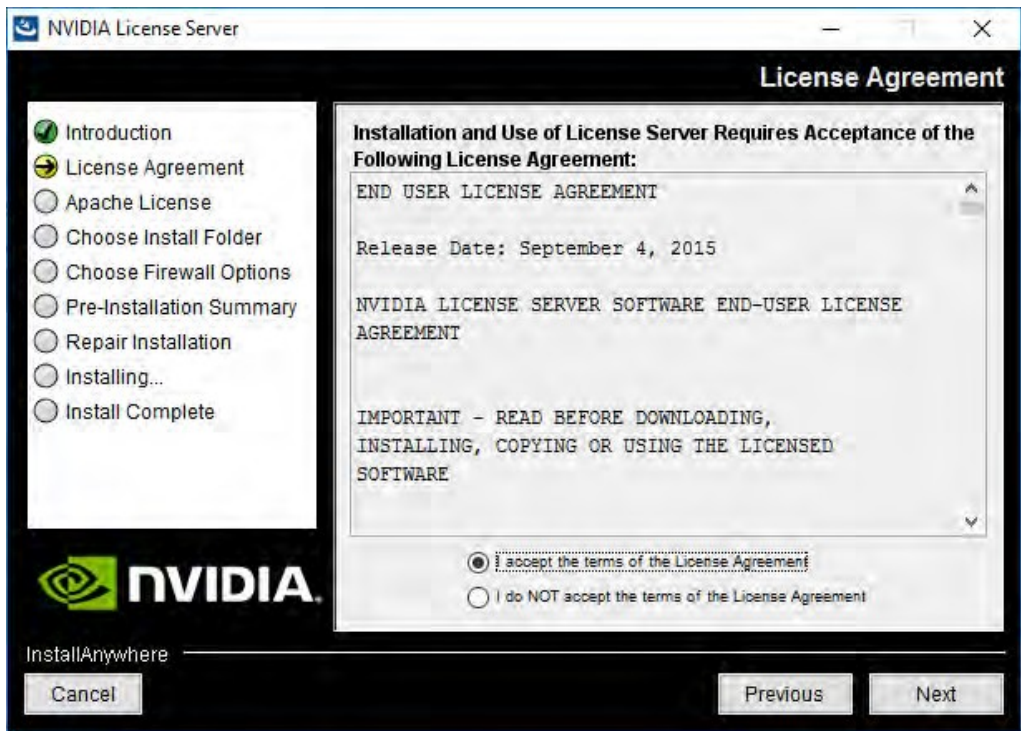 NVIDIA License Server
License Agreement
Introduction
License Agreement
Apache License
Choose Install Folder
Choose Firewall Options
Pre-Installation Summary
Repair Installation
Installing...
Install Complete
Installation and Use of License Server Requires Acceptance of the
Following License Agreement:
END USER LICENSE AGREEMENT
Release Date: September 4, 2015
NVIDIA LICENSE SERVER SOFTWARE END-USER LICENSE
AGREEMENT
IMPORTANT - READ BEFORE DOWNLOADING,
INSTALLING, COPYING OR USING THE LICENSED
SOFTWARE
I accept the terms of the License Agreement
I do NOT accept the terms of the License Agreement
NVIDIA.
InstallAnywhere
Cancel
Previous
Next